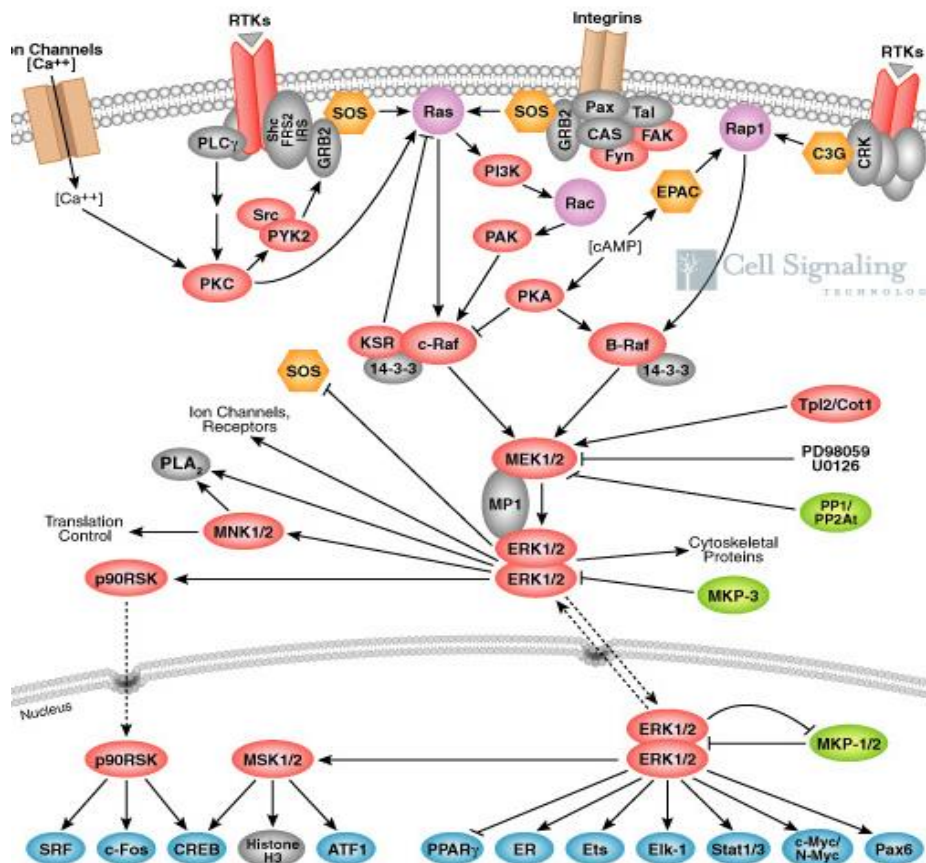 RTKs
Integrins
on Channels
[Ca++]
RTKs
SOS
Ras
SOS
Pax
Tal
GRB2
CAS
FAK
Fyn
Rap1
C3G
CRK
PLCγ
Shc
FRS2
IRS
GRB2
PI3K
EPAC
[Ca++]
Src
PYK2
Rac
PAK
[cAMP]
Cell Signaling
TECHNOLOG
PKC
PKA
KSR
c-Raf
B-Raf
14-3-3
14-3-3
SOS
Tpl2/Cot1
Ion Channels,
Receptors
MEK1/2
PD98059
U0126
PLA2
MP1
PP1/
PP2At
Translation
Control
MNK1/2
ERK1/2
Cytoskeletal
Proteins
p90RSK
ERK1/2
MKP-3
Nucleus
ERK1/2
MKP-1/2
p90RSK
MSK1/2
ERK1/2
SRF
c-Fos
CREB
Histone
H3
ATF1
PPARγ
ER
Ets
Elk-1
Stat1/3
c-Myc/
N-Myc
Pax6